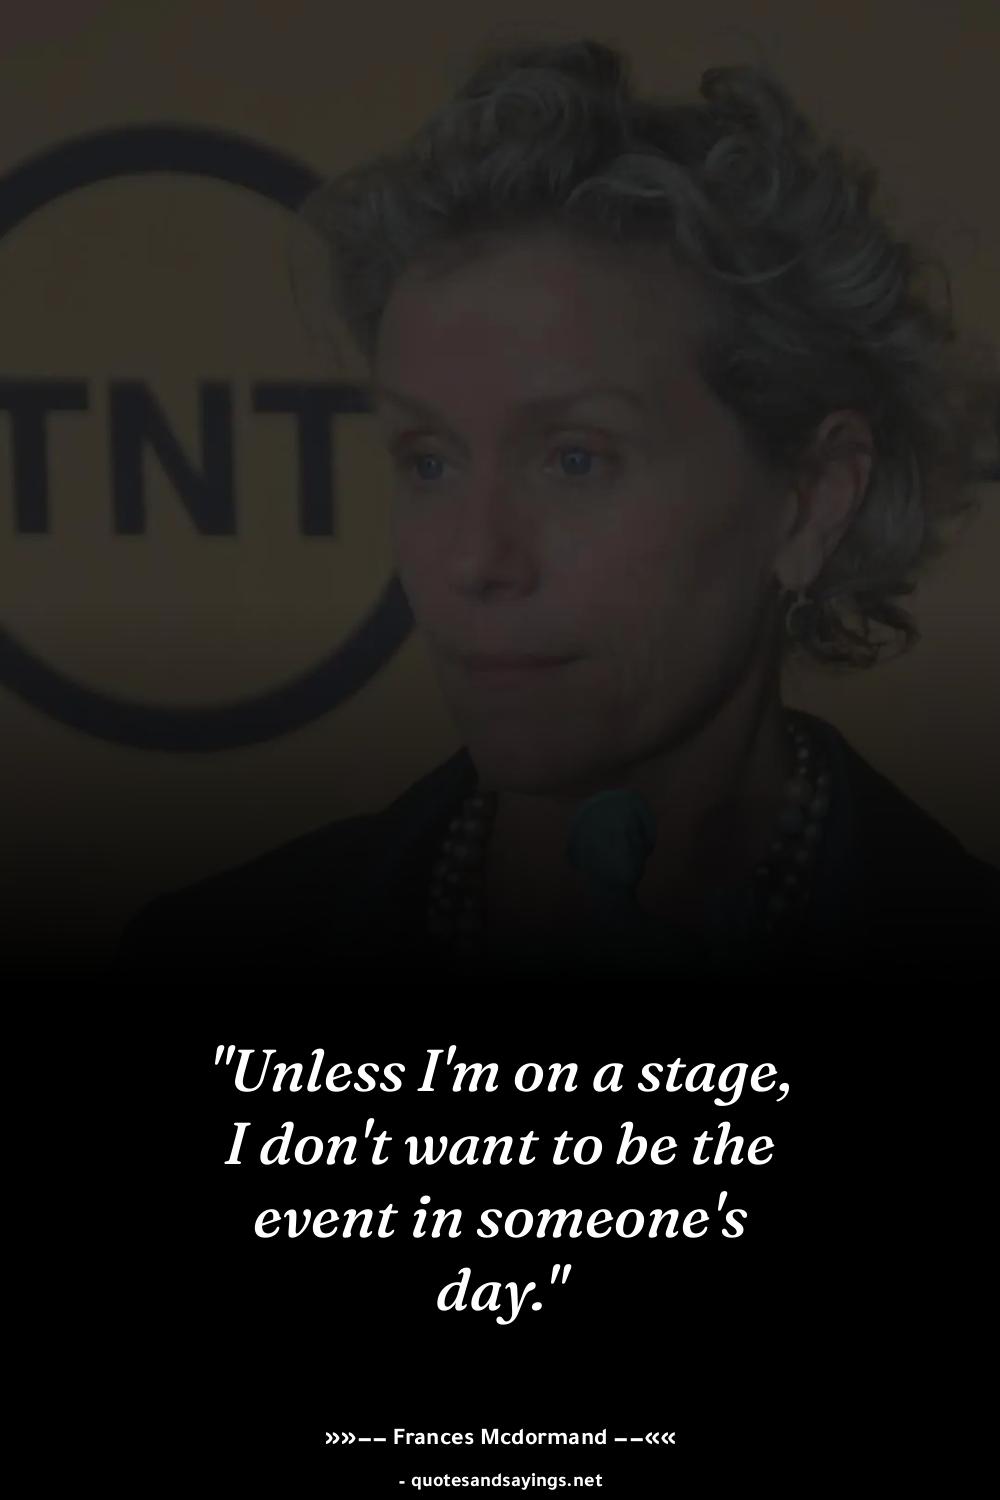 TNT
"Unless I'm on a stage,
I don't want to be the
event in someone's
day."
»»—— Frances Mcdormand ——««
- quotesandsayings.net